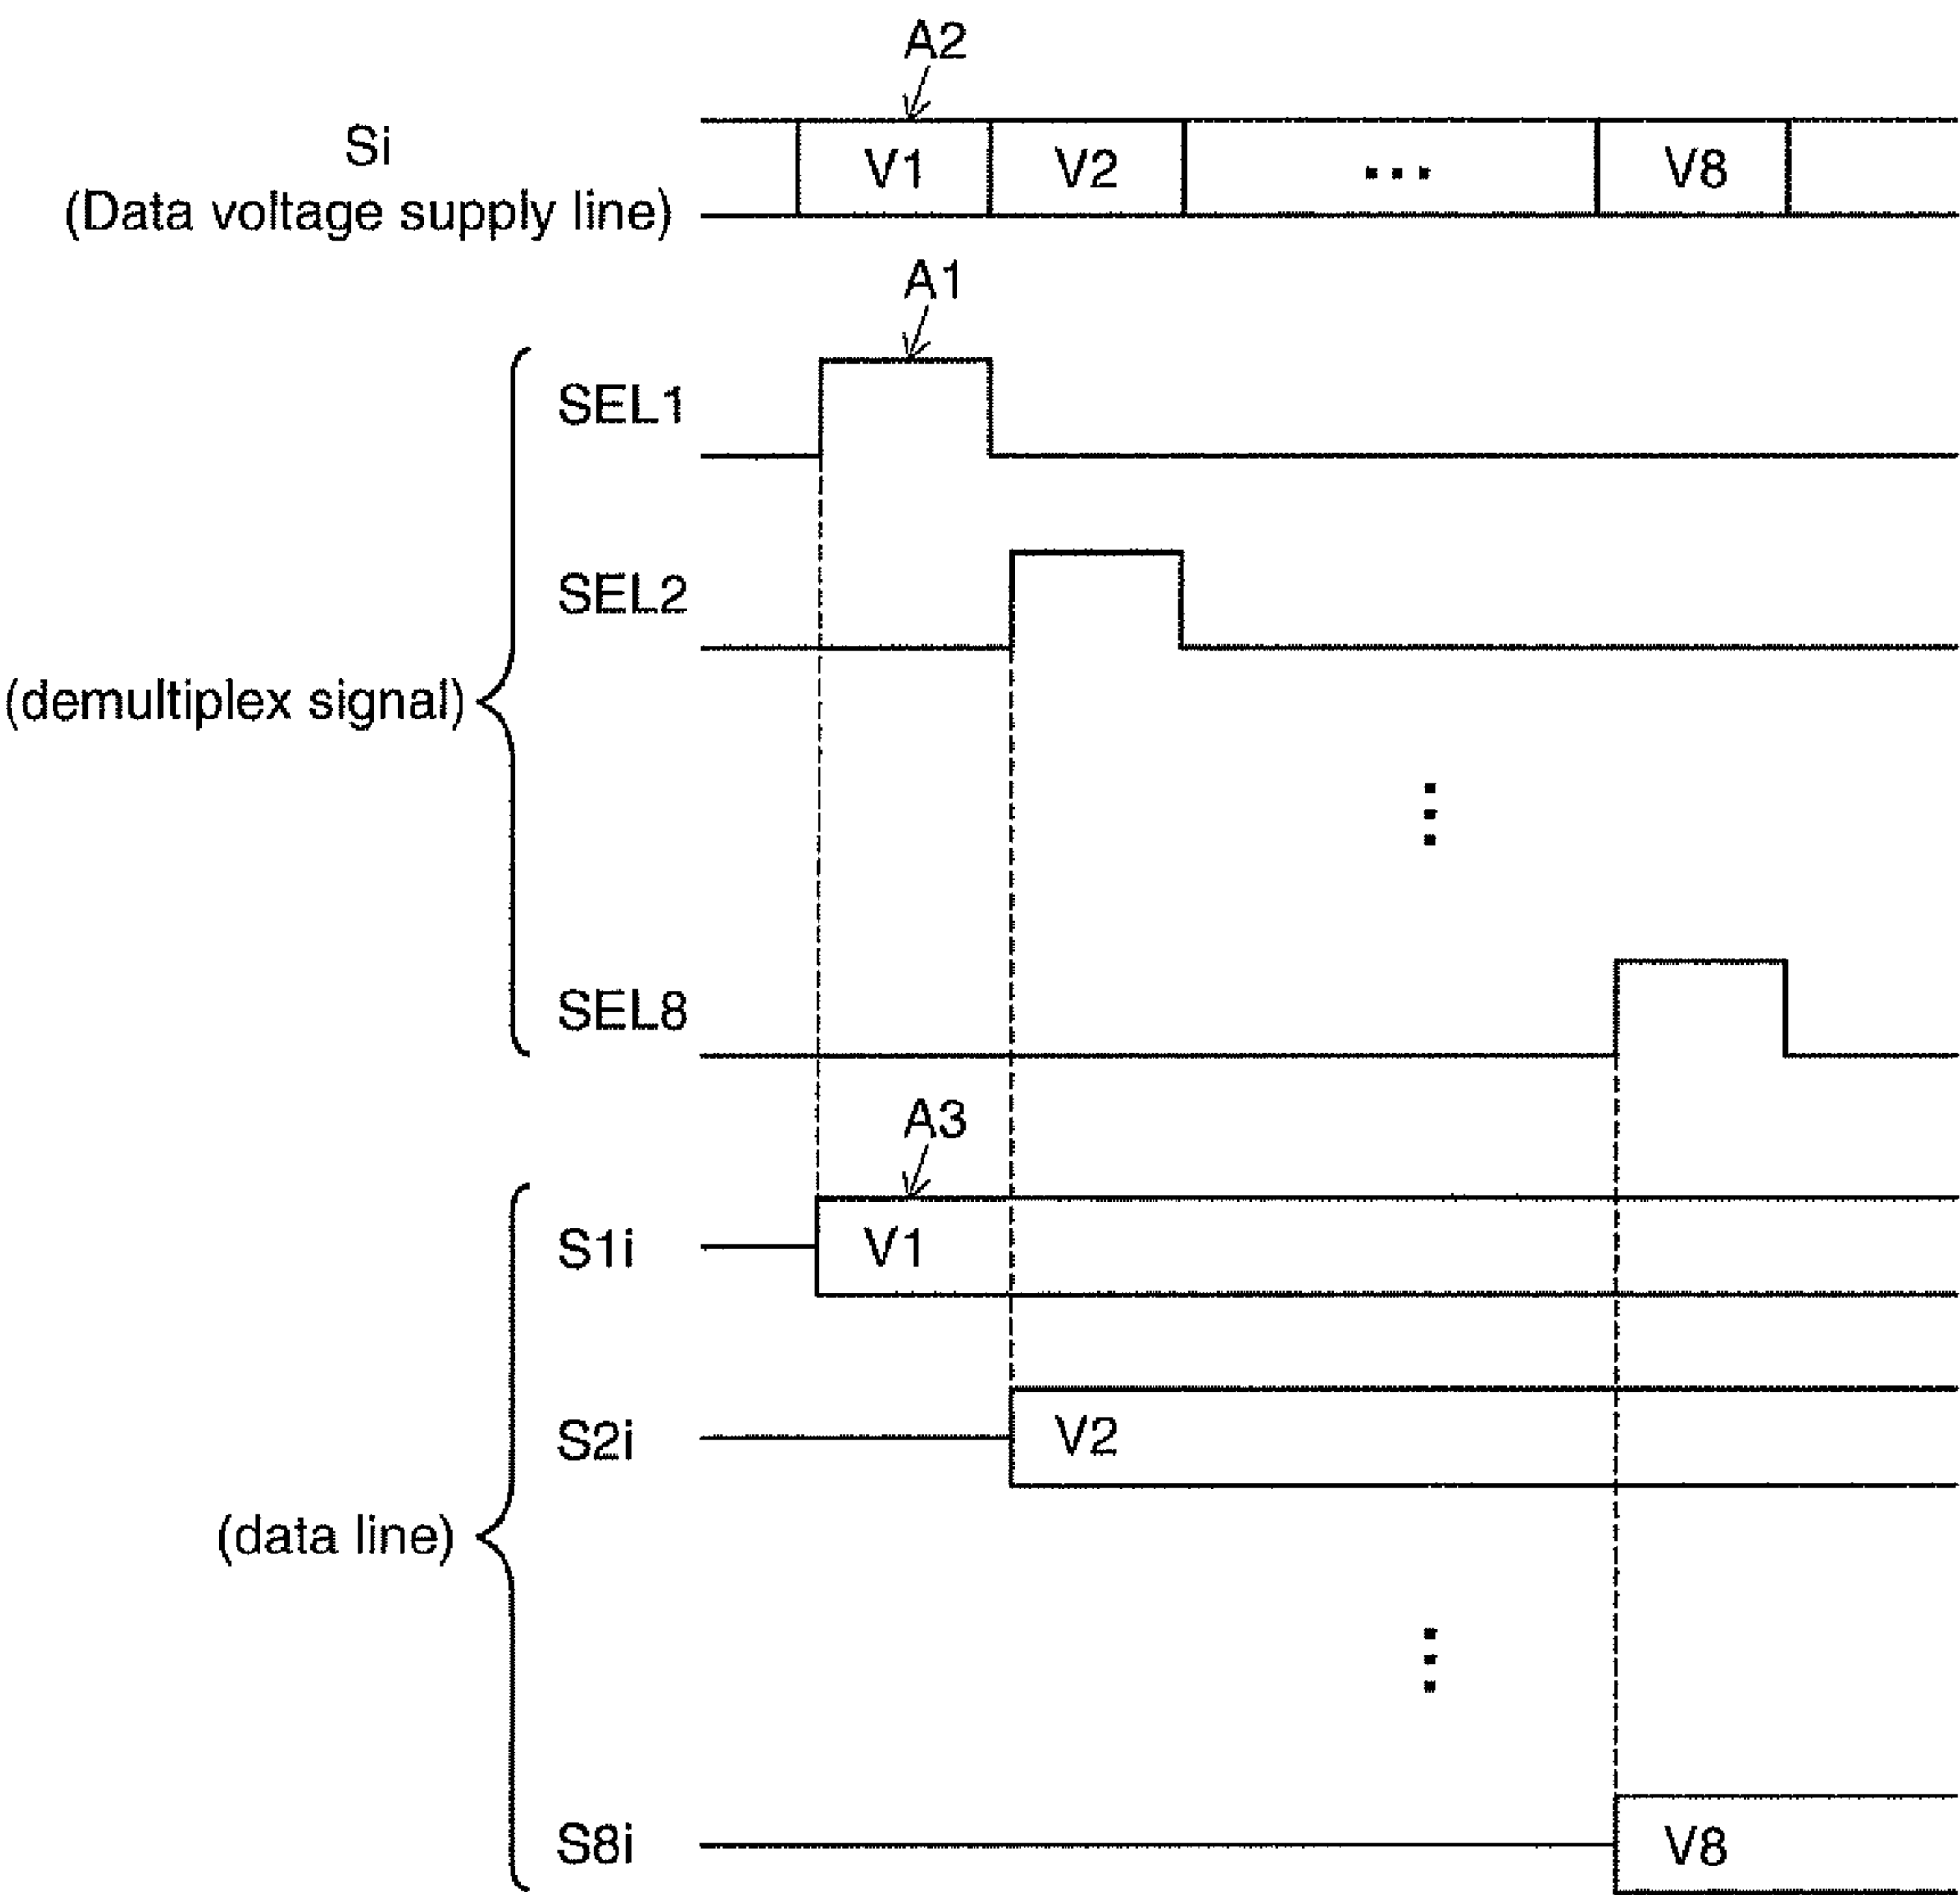 A2
Si
(Data voltage supply line)
V1 V2 ... V8
A1
SEL1
SEL2
(demultiplex signal)
SEL8
A3
S1i V1
S2i V2
(data line)
S8i V8